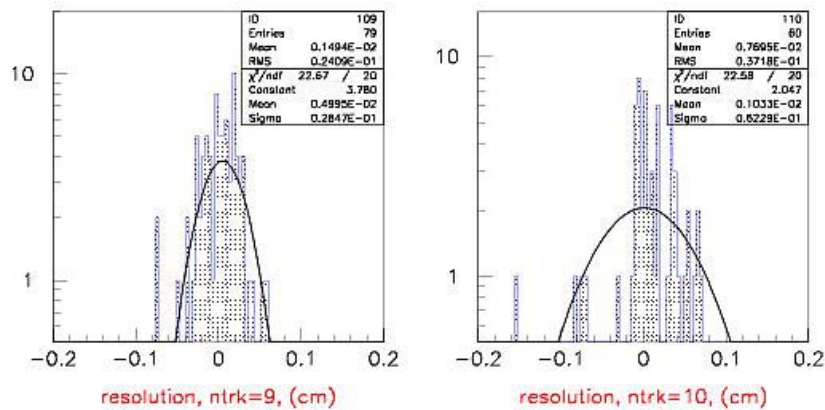 ID 109
Entries 79
Mean 0.1494E-02
RMS 0.2409E-01
χ²/ndf 22.67 / 20
Constant 3.780
Mean 0.4995E-02
Sigma 0.2847E-01
10
1
-0.2 -0.1 0 0.1 0.2
resolution, ntrk=9, (cm)
ID 110
Entries 60
Mean 0.7695E-02
RMS 0.3718E-01
χ²/ndf 22.58 / 20
Constant 2.047
Mean 0.1033E-02
Sigma 0.6229E-01
10
1
-0.2 -0.1 0 0.1 0.2
resolution, ntrk=10, (cm)